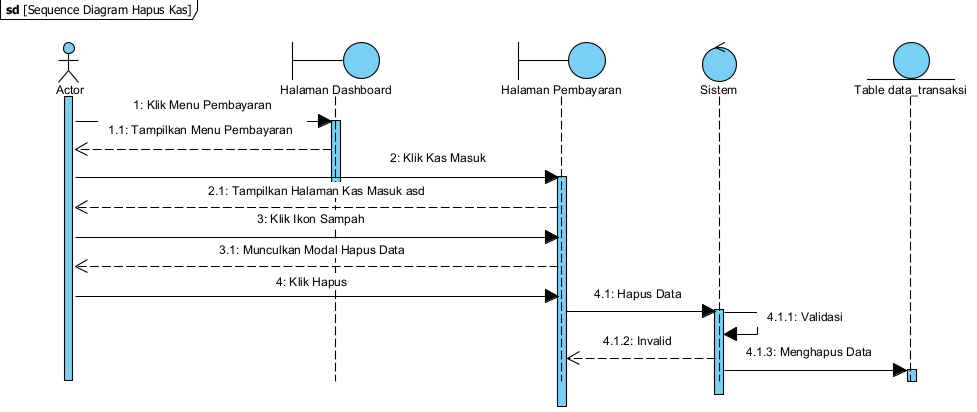 sd [Sequence Diagram Hapus Kas]
Actor
Halaman Dashboard
Halaman Pembayaran
Sistem
Table data_transaksi
1: Klik Menu Pembayaran
1.1: Tampilkan Menu Pembayaran
2: Klik Kas Masuk
2.1: Tampilkan Halaman Kas Masuk asd
3: Klik Ikon Sampah
3.1: Munculkan Modal Hapus Data
4: Klik Hapus
4.1: Hapus Data
4.1.1: Validasi
4.1.2: Invalid
4.1.3: Menghapus Data